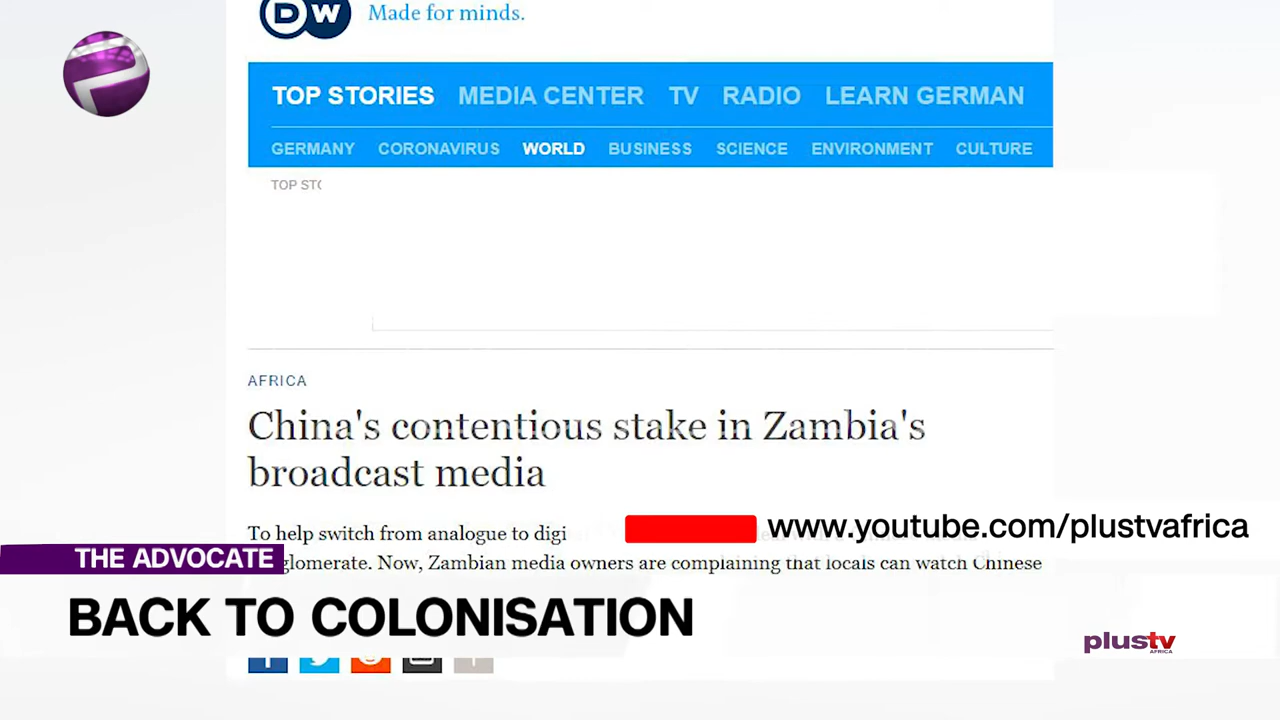 DW Made for minds.
TOP STORIES MEDIA CENTER TV RADIO LEARN GERMAN
GERMANY CORONAVIRUS WORLD BUSINESS SCIENCE ENVIRONMENT CULTURE
TOP STO
AFRICA
China's contentious stake in Zambia's
broadcast media
To help switch from analogue to digi
www.youtube.com/plustvafrica
glomerate. Now, Zambian media owners are complaining that locals can watch Chinese
THE ADVOCATE
BACK TO COLONISATION
plustv
AFRICA